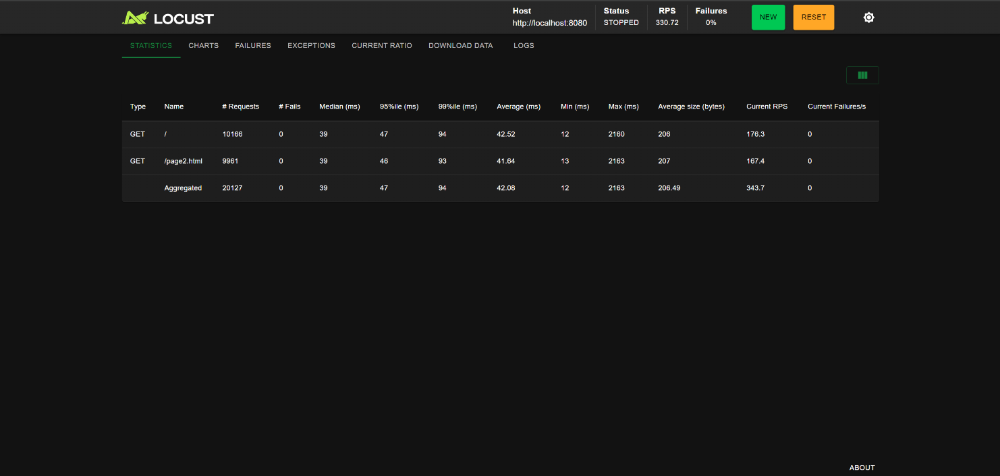 LOCUST
Host Status RPS Failures
http://localhost:8080 STOPPED 330.72 0%
NEW RESET
STATISTICS CHARTS FAILURES EXCEPTIONS CURRENT RATIO DOWNLOAD DATA LOGS
Type Name # Requests # Fails Median (ms) 95%ile (ms) 99%ile (ms) Average (ms) Min (ms) Max (ms) Average size (bytes) Current RPS Current Failures/s
GET / 10166 0 39 47 94 42.52 12 2160 206 176.3 0
GET /page2.html 9961 0 39 46 93 41.64 13 2163 207 167.4 0
Aggregated 20127 0 39 47 94 42.08 12 2163 206.49 343.7 0
ABOUT